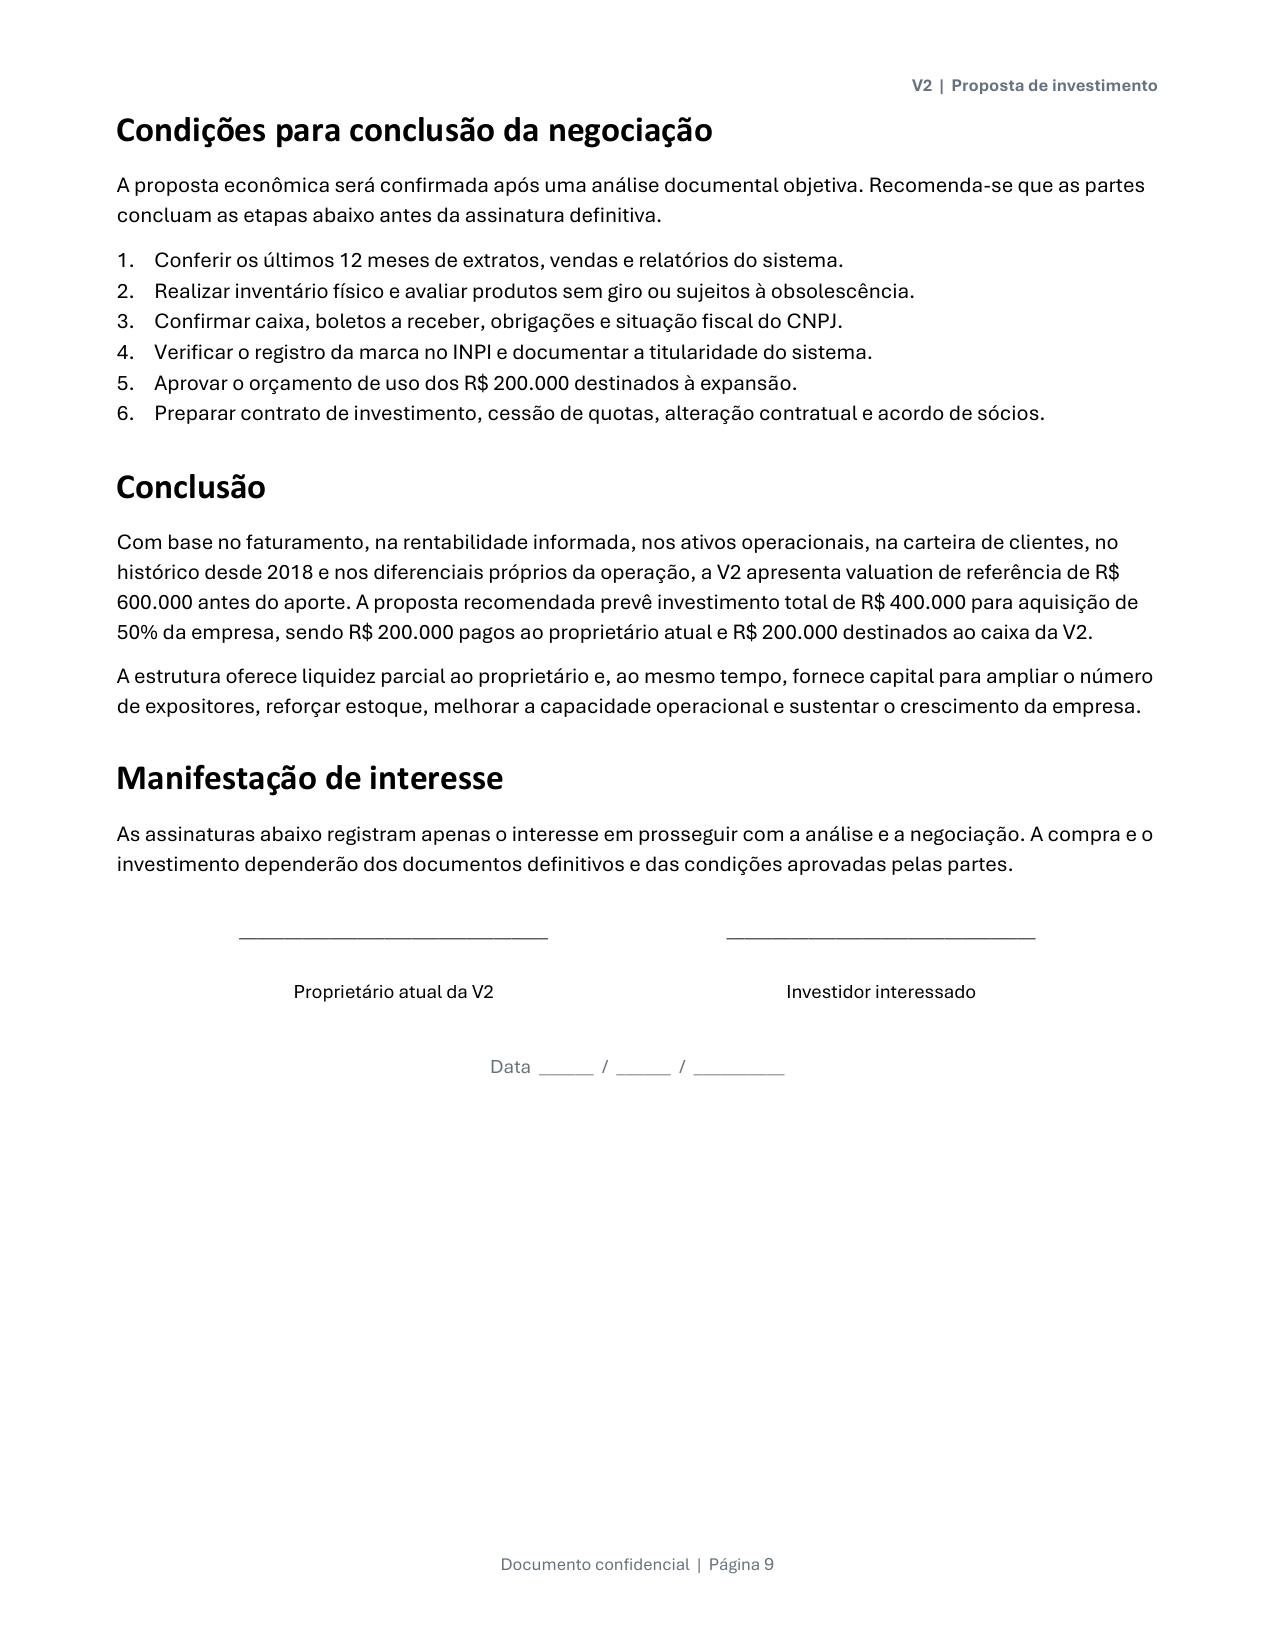 V2 | Proposta de investimento
Condições para conclusão da negociação
A proposta econômica será confirmada após uma análise documental objetiva. Recomenda-se que as partes
concluam as etapas abaixo antes da assinatura definitiva.
1. Conferir os últimos 12 meses de extratos, vendas e relatórios do sistema.
2. Realizar inventário físico e avaliar produtos sem giro ou sujeitos à obsolescência.
3. Confirmar caixa, boletos a receber, obrigações e situação fiscal do CNPJ.
4. Verificar o registro da marca no INPI e documentar a titularidade do sistema.
5. Aprovar o orçamento de uso dos R$ 200.000 destinados à expansão.
6. Preparar contrato de investimento, cessão de quotas, alteração contratual e acordo de sócios.
Conclusão
Com base no faturamento, na rentabilidade informada, nos ativos operacionais, na carteira de clientes, no
histórico desde 2018 e nos diferenciais próprios da operação, a V2 apresenta valuation de referência de R$
600.000 antes do aporte. A proposta recomendada prevê investimento total de R$ 400.000 para aquisição de
50% da empresa, sendo R$ 200.000 pagos ao proprietário atual e R$ 200.000 destinados ao caixa da V2.
A estrutura oferece liquidez parcial ao proprietário e, ao mesmo tempo, fornece capital para ampliar o número
de expositores, reforçar estoque, melhorar a capacidade operacional e sustentar o crescimento da empresa.
Manifestação de interesse
As assinaturas abaixo registram apenas o interesse em prosseguir com a análise e a negociação. A compra e o
investimento dependerão dos documentos definitivos e das condições aprovadas pelas partes.
__________________________________ __________________________________
Proprietário atual da V2 Investidor interessado
Data ______ / ______ / __________
Documento confidencial | Página 9